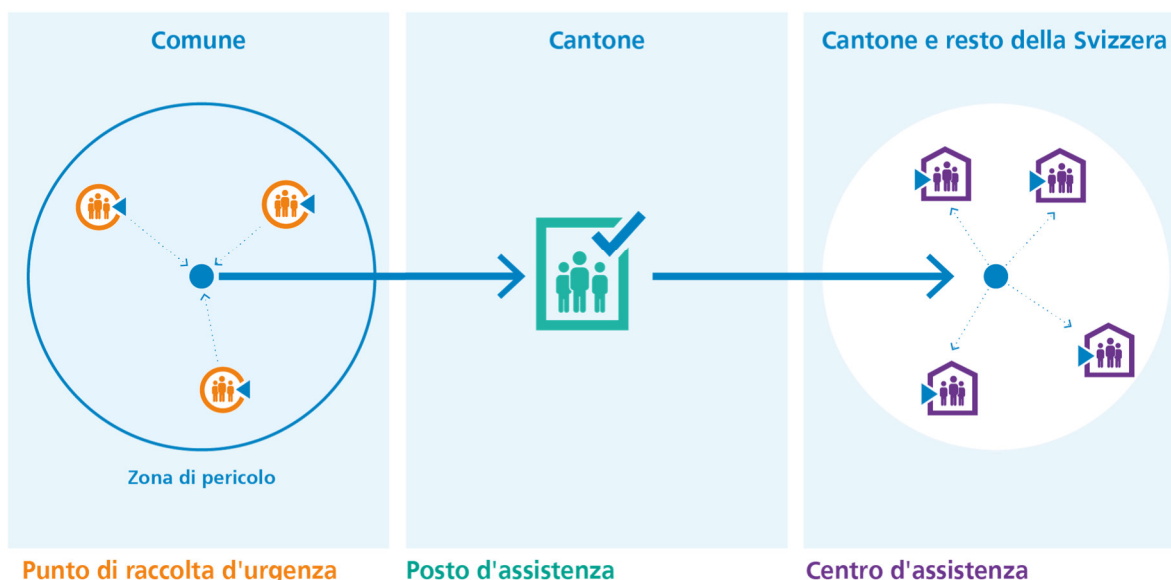 Comune
Cantone
Cantone e resto della Svizzera
Zona di pericolo
Punto di raccolta d'urgenza
Posto d'assistenza
Centro d'assistenza